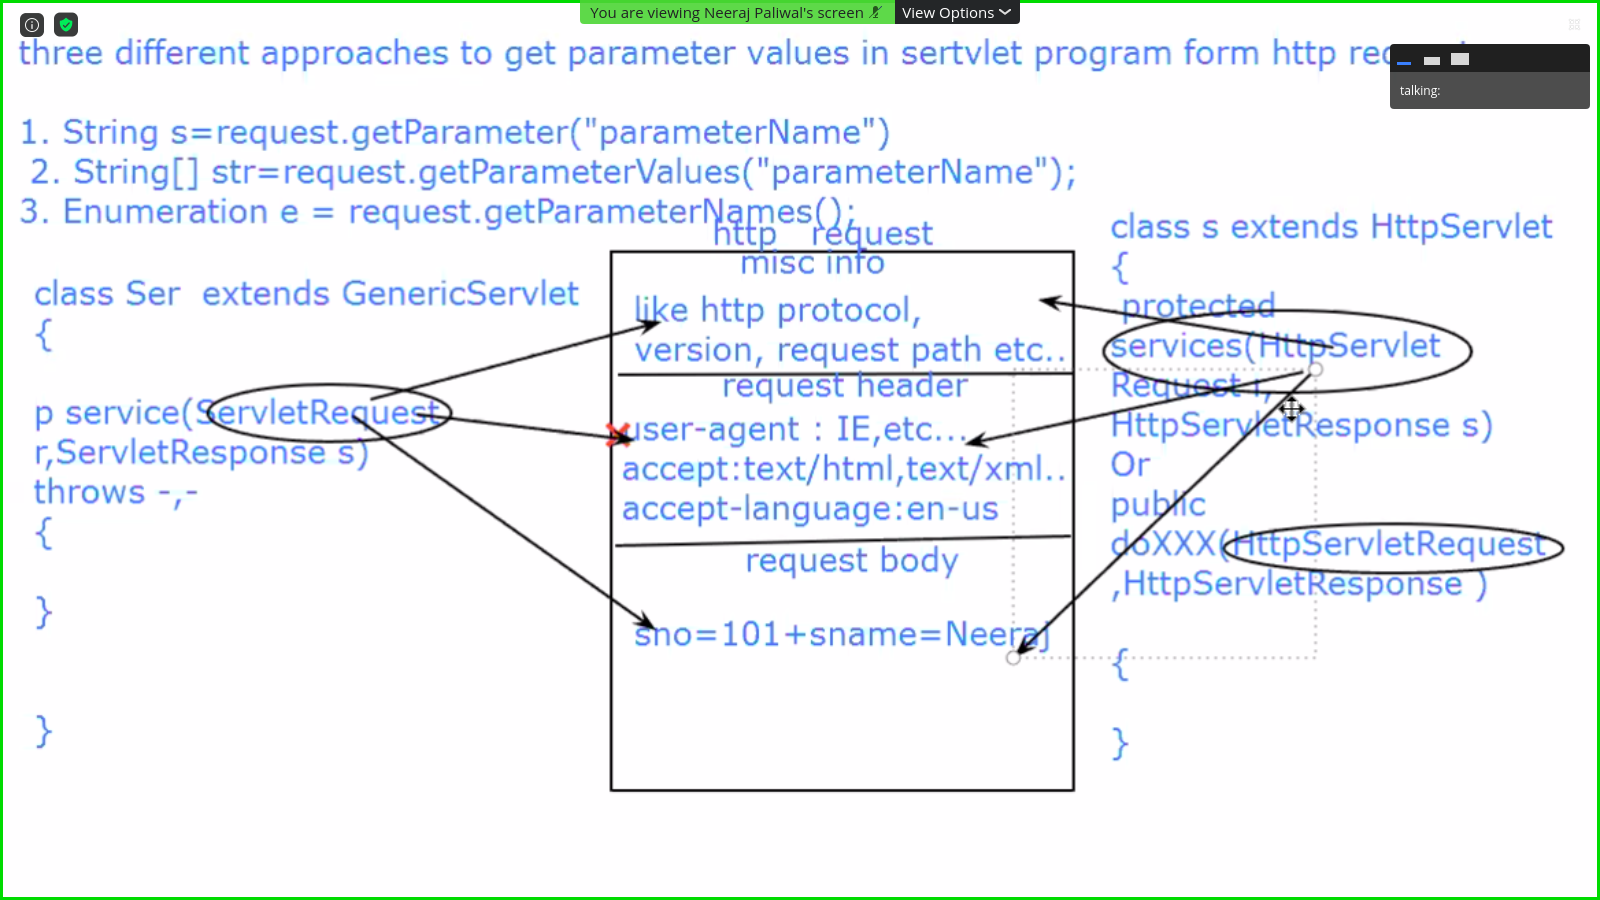 You are viewing Neeraj Paliwal's screen View Options
three different approaches to get parameter values in sertvlet program form http
talking:
1. String s=request.getParameter("parameterName")
2. String[] str=request.getParameterValues("parameterName");
3. Enumeration e = request.getParameterNames();
class Ser extends GenericServlet
{
p service(ServletRequest
r,ServletResponse s)
throws -,-
{
}
}
http request
misc info
like http protocol,
version, request path etc..
request header
user-agent : IE,etc...
accept:text/html,text/xml..
accept-language:en-us
request body
sno=101+sname=Neeraj
class s extends HttpServlet
{
protected
services(HttpServlet
Request r,
HttpServletResponse s)
Or
public
doXXX(HttpServletRequest
,HttpServletResponse )
{
}